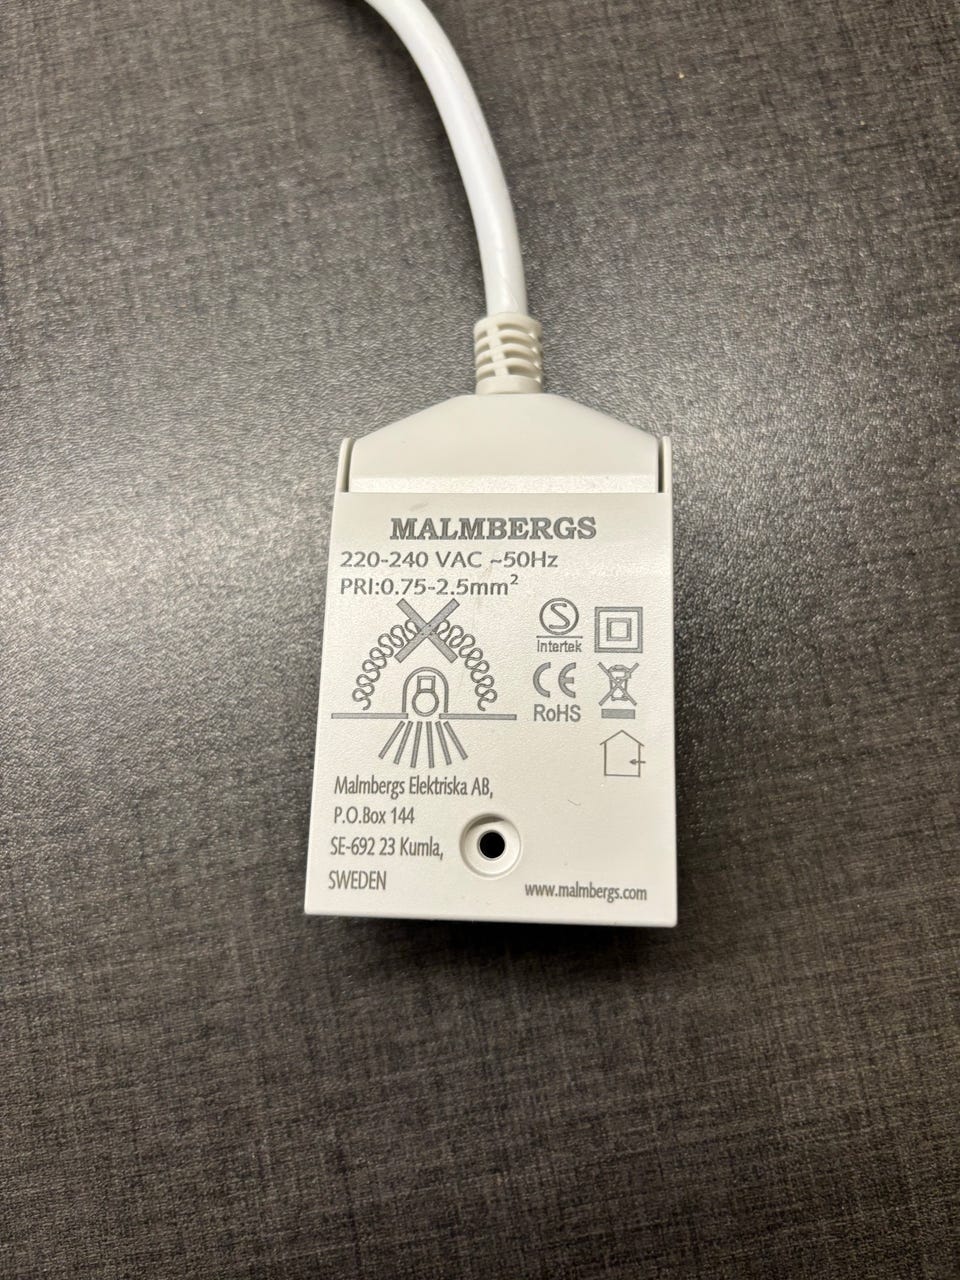 MALMBERGS
220-240 VAC ~50Hz
PRI:0.75-2.5mm²
S
Intertek
CE
RoHS
Malmbergs Elektriska AB,
P.O.Box 144
SE-692 23 Kumla,
SWEDEN
www.malmbergs.com